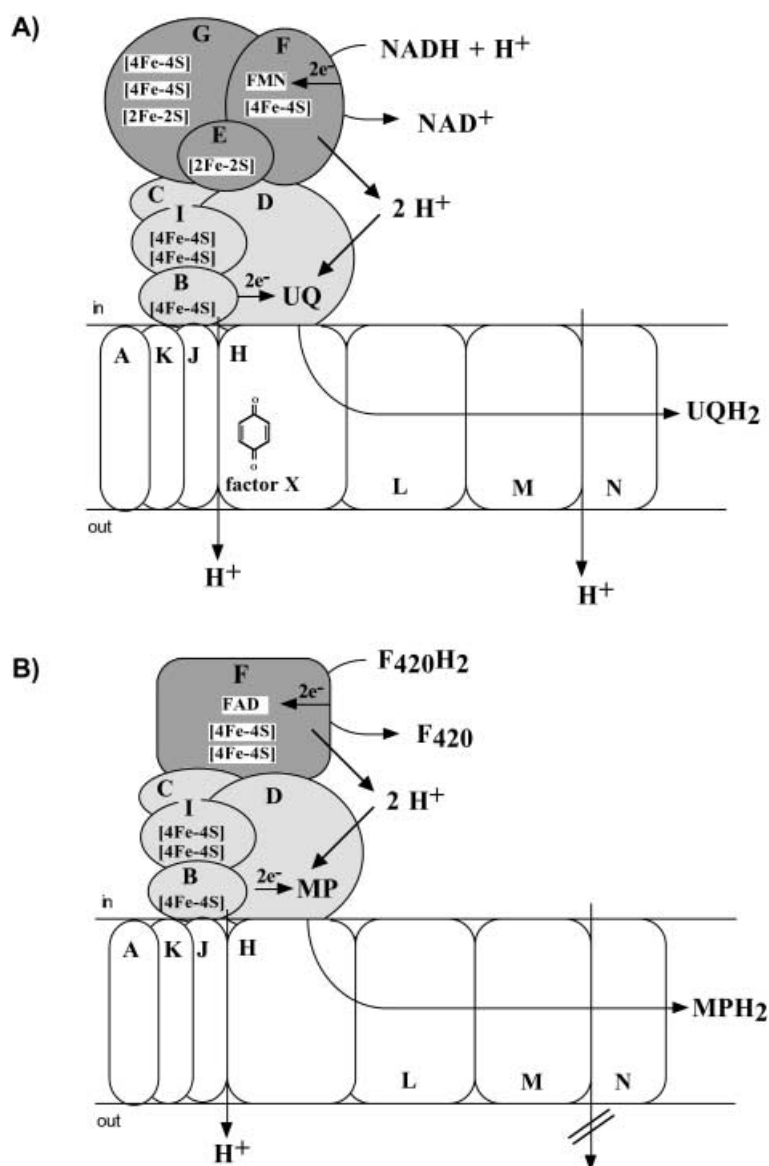 A)
G
F
NADH + H+
[4Fe-4S]
[4Fe-4S]
[2Fe-2S]
2e-
FMN
[4Fe-4S]
NAD+
E
[2Fe-2S]
C
D
2 H+
I
[4Fe-4S]
[4Fe-4S]
B
[4Fe-4S]
2e-
UQ
in
A
K
J
H
O
O
factor X
UQH2
L
M
N
out
H+
H+
B)
F
F420H2
2e-
FAD
[4Fe-4S]
[4Fe-4S]
F420
C
D
2 H+
I
[4Fe-4S]
[4Fe-4S]
B
[4Fe-4S]
2e-
MP
in
A
K
J
H
MPH2
L
M
N
out
H+